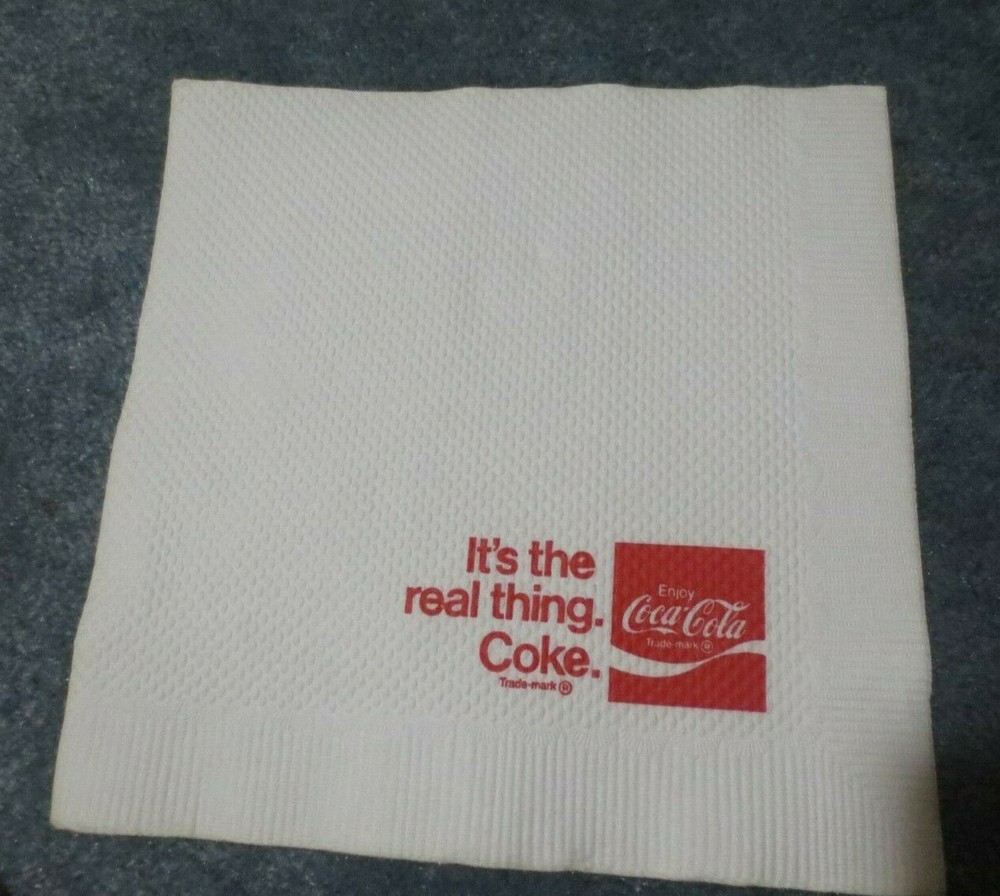 It's the
real thing.
Coke.
Trade-mark ®
Enjoy
Coca-Cola
Trade-mark ®